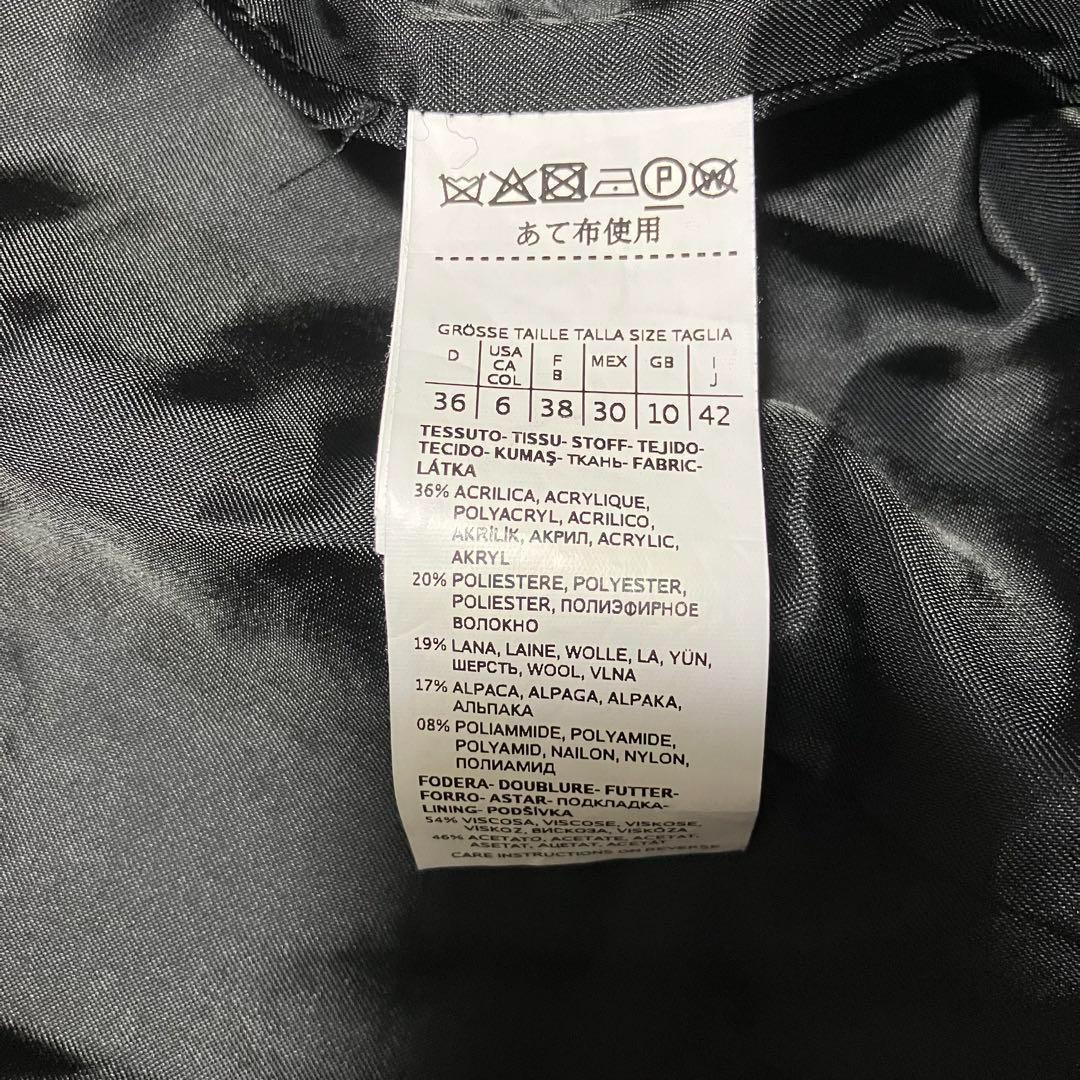 P W
あて布使用
GRÖSSE TAILLE TALLA SIZE TAGLIA
D USA CA COL F B MEX GB I J
36 6 38 30 10 42
TESSUTO- TISSU- STOFF- TEJIDO-
TECIDO- KUMAŞ- ТКАНЬ- FABRIC-
LÁTKA
36% ACRILICA, ACRYLIQUE,
POLYACRYL, ACRILICO,
AKRİLİK, АКРИЛ, ACRYLIC,
AKRYL
20% POLIESTERE, POLYESTER,
POLIESTER, ПОЛИЭФИРНОЕ
ВОЛОКНО
19% LANA, LAINE, WOLLE, LA, YÜN,
ШЕРСТЬ, WOOL, VLNA
17% ALPACA, ALPAGA, ALPAKA,
АЛЬПАКА
08% POLIAMMIDE, POLYAMIDE,
POLYAMID, NAILON, NYLON,
ПОЛИАМИД
FODERA- DOUBLURE- FUTTER-
FORRO- ASTAR- ПОДКЛАДКА-
LINING- PODŠÍVKA
54% VISCOSA, VISCOSE, VISKOSE,
VISKOZ, ВИСКОЗА, VISKÓZA
46% ACETATO, ACETATE, ACETAT,
ASETAT, АЦЕТАТ, ACETÁT
CARE INSTRUCTIONS ON REVERSE